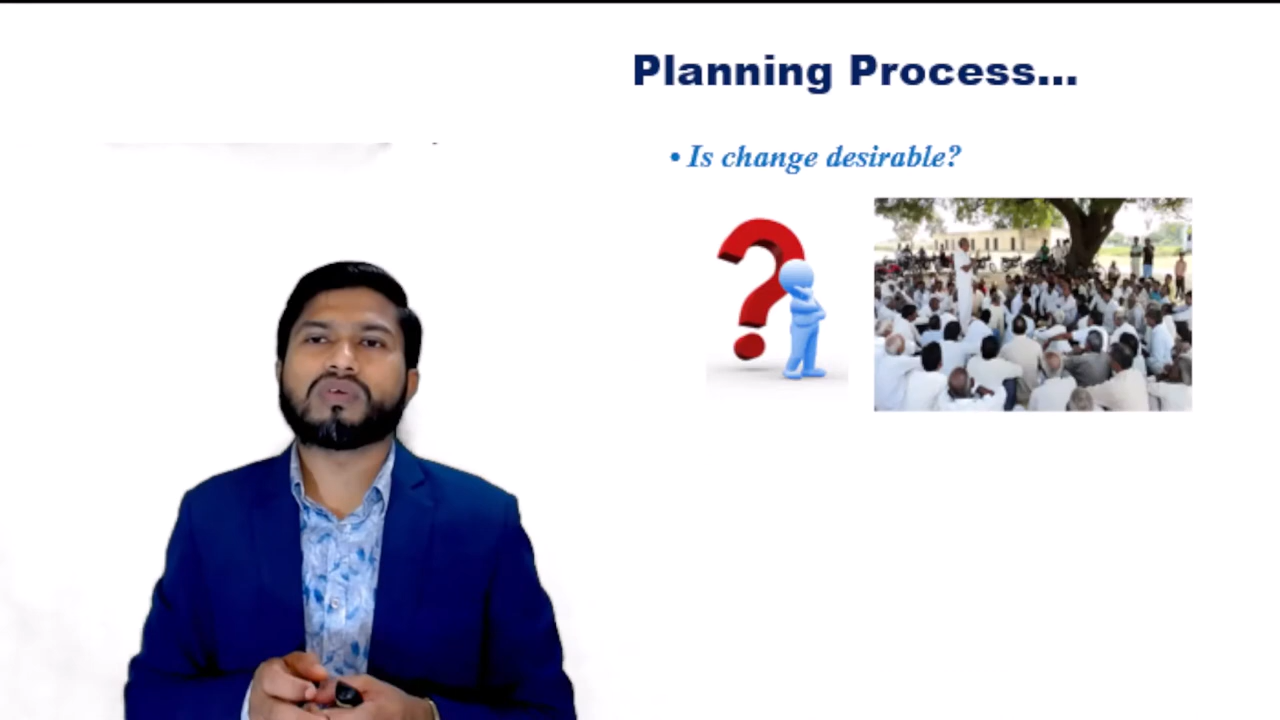 Planning Process...
• Is change desirable?